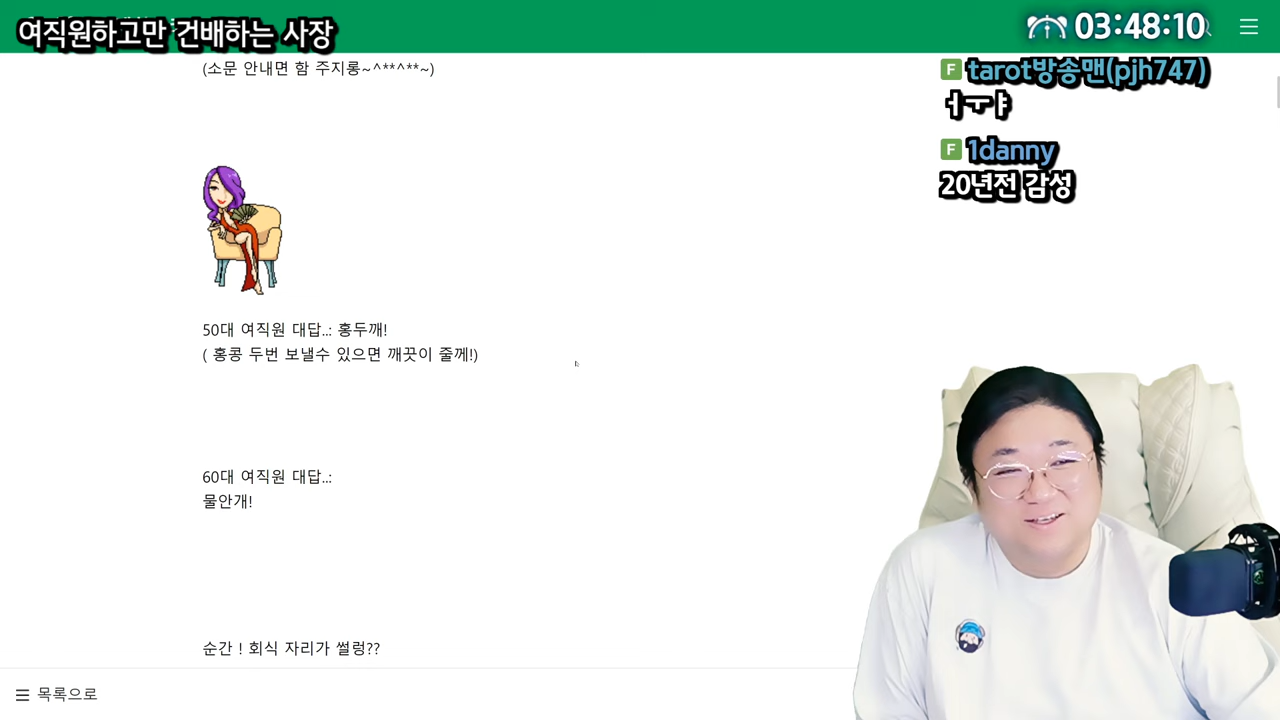 여직원하고만 건배하는 사장
03:48:10
(소문 안내면 함 주지롱~^**^**~)
F tarot방송맨(pjh747)
ㅓㅜㅑ
F 1danny
20년전 감성
50대 여직원 대답..: 홍두깨!
( 홍콩 두번 보낼수 있으면 깨끗이 줄께!)
60대 여직원 대답..:
물안개!
순간 ! 회식 자리가 썰렁??
목록으로